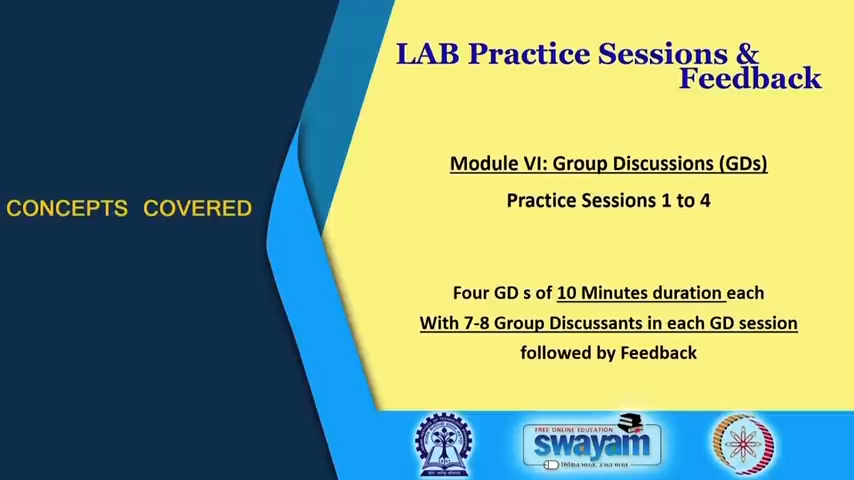 LAB Practice Sessions &
Feedback
Module VI: Group Discussions (GDs)
Practice Sessions 1 to 4
CONCEPTS COVERED
Four GD s of 10 Minutes duration each
With 7-8 Group Discussants in each GD session
followed by Feedback
FREE ONLINE EDUCATION
swayam